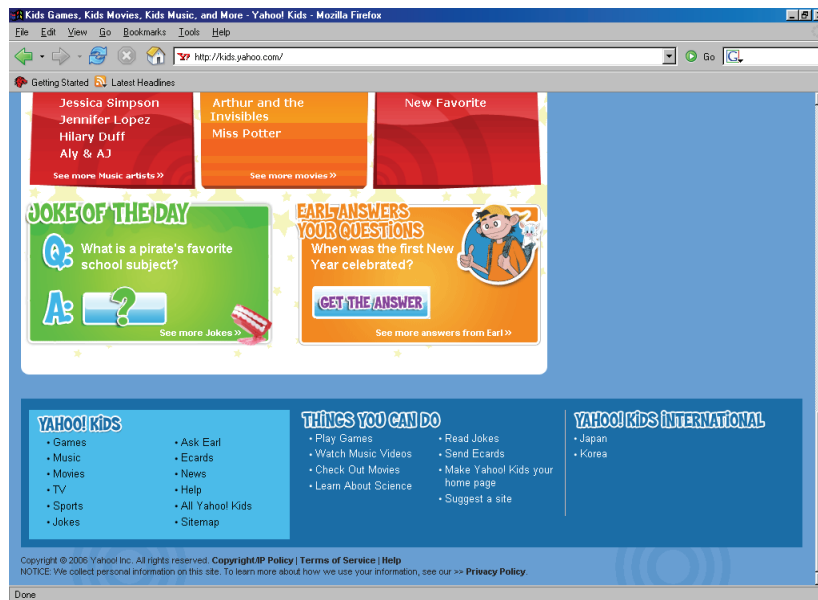 Kids Games, Kids Movies, Kids Music, and More - Yahoo! Kids - Mozilla Firefox
File Edit View Go Bookmarks Tools Help
http://kids.yahoo.com/
Go
G
Getting Started Latest Headlines
Jessica Simpson
Jennifer Lopez
Hilary Duff
Aly & AJ
See more Music artists »
Arthur and the
Invisibles
Miss Potter
See more movies »
New Favorite
JOKE OF THE DAY
Q: What is a pirate's favorite
school subject?
A: ?
See more Jokes »
EARL ANSWERS
YOUR QUESTIONS
When was the first New
Year celebrated?
GET THE ANSWER
See more answers from Earl »
YAHOO! KIDS
• Games
• Music
• Movies
• TV
• Sports
• Jokes
• Ask Earl
• Ecards
• News
• Help
• All Yahoo! Kids
• Sitemap
THINGS YOU CAN DO
• Play Games
• Watch Music Videos
• Check Out Movies
• Learn About Science
• Read Jokes
• Send Ecards
• Make Yahoo! Kids your
home page
• Suggest a site
YAHOO! KIDS INTERNATIONAL
• Japan
• Korea
Copyright © 2006 Yahoo! Inc. All rights reserved. Copyright/IP Policy | Terms of Service | Help
NOTICE: We collect personal information on this site. To learn more about how we use your information, see our >> Privacy Policy.
Done